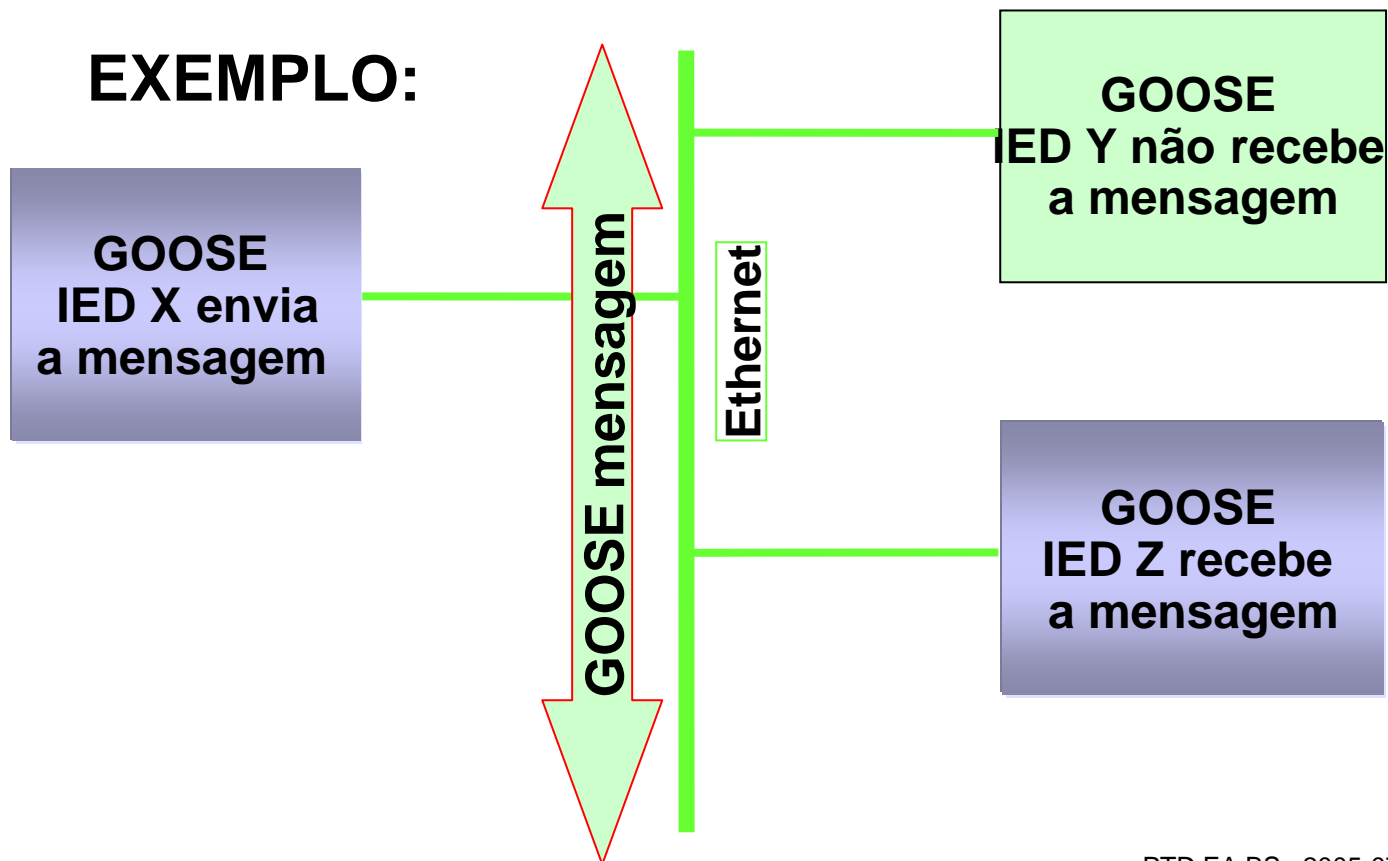 EXEMPLO:
GOOSE
IED X envia
a mensagem
GOOSE mensagem
Ethernet
GOOSE
IED Y não recebe
a mensagem
GOOSE
IED Z recebe
a mensagem